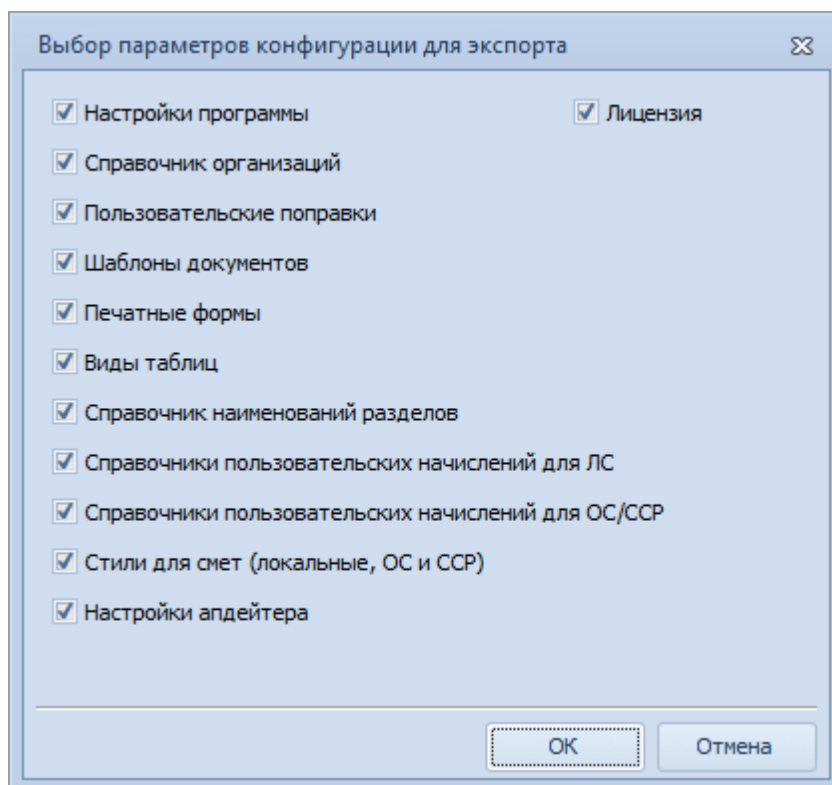 Выбор параметров конфигурации для экспорта
Настройки программы
Лицензия
Справочник организаций
Пользовательские поправки
Шаблоны документов
Печатные формы
Виды таблиц
Справочник наименований разделов
Справочники пользовательских начислений для ЛС
Справочники пользовательских начислений для ОС/ССР
Стили для смет (локальные, ОС и ССР)
Настройки апдейтера
ОК
Отмена